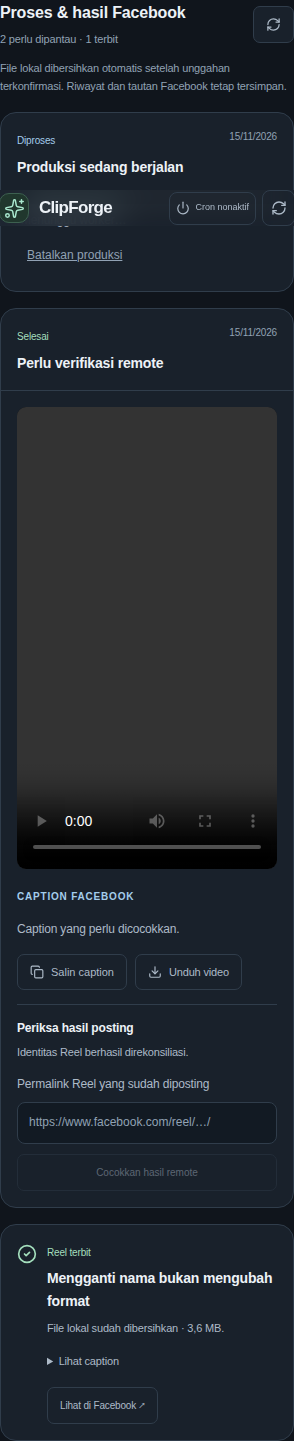 Proses & hasil Facebook
2 perlu dipantau · 1 terbit
File lokal dibersihkan otomatis setelah unggahan
terkonfirmasi. Riwayat dan tautan Facebook tetap tersimpan.
Diproses
15/11/2026
Produksi sedang berjalan
ClipForge
Cron nonaktif
Batalkan produksi
Selesai
15/11/2026
Perlu verifikasi remote
0:00
CAPTION FACEBOOK
Caption yang perlu dicocokkan.
Salin caption
Unduh video
Periksa hasil posting
Identitas Reel berhasil direkonsiliasi.
Permalink Reel yang sudah diposting
https://www.facebook.com/reel/…/
Cocokkan hasil remote
Reel terbit
Mengganti nama bukan mengubah
format
File lokal sudah dibersihkan · 3,6 MB.
Lihat caption
Lihat di Facebook ↗